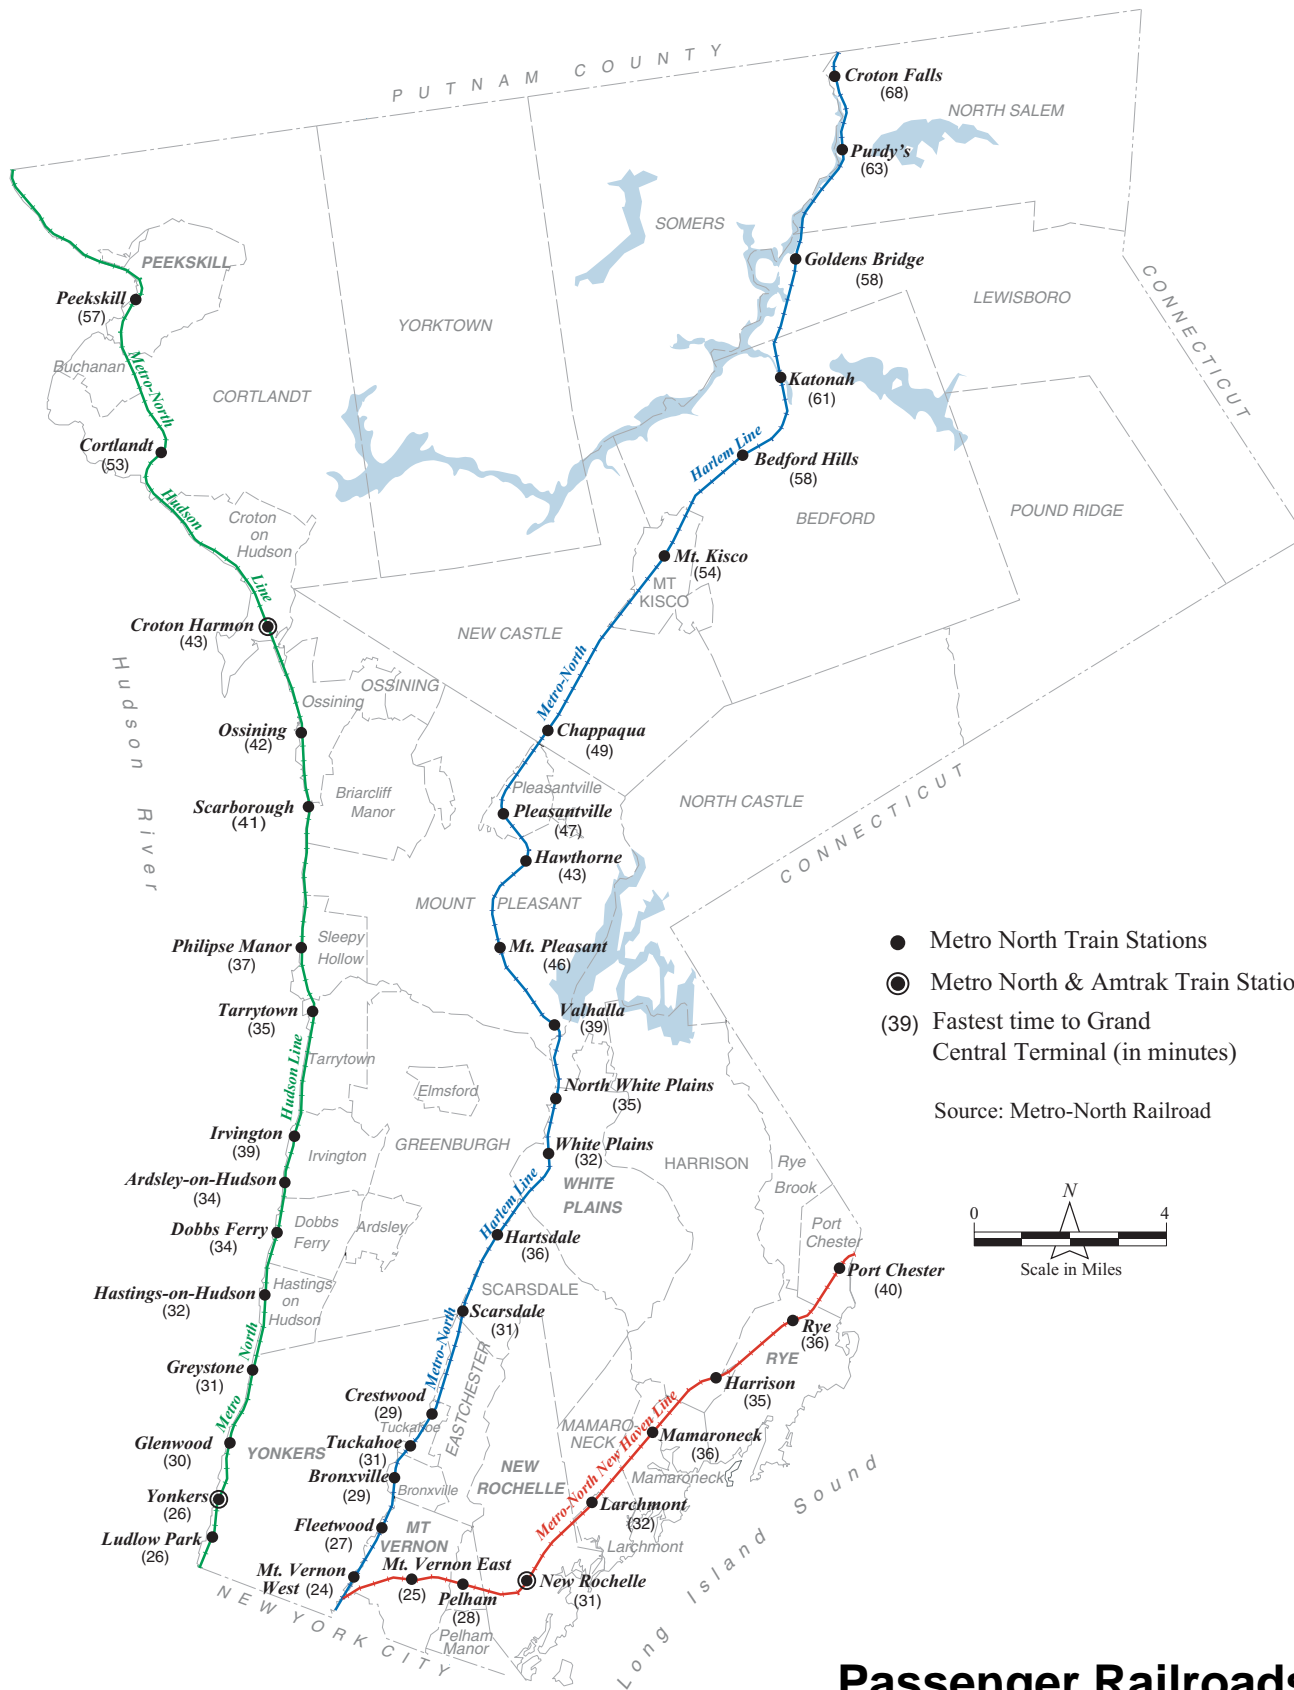 PUTNAM COUNTY
Croton Falls
(68)
NORTH SALEM
Purdy's
(63)
SOMERS
PEEKSKILL
Goldens Bridge
(58)
CONNECTICUT
Peekskill
(57)
LEWISBORO
YORKTOWN
Buchanan
Metro-North
CORTLANDT
Katonah
(61)
Cortlandt
(53)
Harlem Line
Bedford Hills
(58)
Hudson
Croton
on
Hudson
BEDFORD
POUND RIDGE
Mt. Kisco
(54)
MT
KISCO
Line
Croton Harmon
(43)
NEW CASTLE
Hudson River
Metro-North
OSSINING
Ossining
Ossining
(42)
Chappaqua
(49)
Pleasantville
Briarcliff
Manor
Scarborough
(41)
Pleasantville
(47)
NORTH CASTLE
CONNECTICUT
Hawthorne
(43)
MOUNT PLEASANT
Philipse Manor
(37)
Sleepy
Hollow
Mt. Pleasant
(46)
Tarrytown
(35)
Valhalla
(39)
Tarrytown
Hudson Line
Elmsford
North White Plains
(35)
Irvington
(39)
Irvington
GREENBURGH
White Plains
(32)
HARRISON
Rye
Brook
WHITE
PLAINS
Ardsley-on-Hudson
(34)
Harlem Line
Dobbs Ferry
(34)
Dobbs
Ferry
Ardsley
Hartsdale
(36)
Port
Chester
Port Chester
(40)
Hastings-on-Hudson
(32)
Hastings
on
Hudson
SCARSDALE
Scarsdale
(31)
Rye
(36)
RYE
North
Metro-North
EASTCHESTER
Greystone
(31)
Harrison
(35)
Crestwood
(29)
Metro
Tuckahoe
MAMARO-
NECK
Mamaroneck
(36)
Metro-North New Haven Line
Glenwood
(30)
YONKERS
Tuckahoe
(31)
Mamaroneck
Bronxville
(29)
Bronxville
NEW
ROCHELLE
Yonkers
(26)
Larchmont
(32)
Larchmont
Ludlow Park
(26)
Fleetwood
(27)
MT
VERNON
Mt. Vernon
West (24)
Mt. Vernon East
(25)
Pelham
(28)
New Rochelle
(31)
Pelham
Manor
NEW YORK CITY
Long Island Sound
Metro North Train Stations
Metro North & Amtrak Train Statio
(39) Fastest time to Grand
Central Terminal (in minutes)
Source: Metro-North Railroad
N
0 4
Scale in Miles
Passenger Railroads